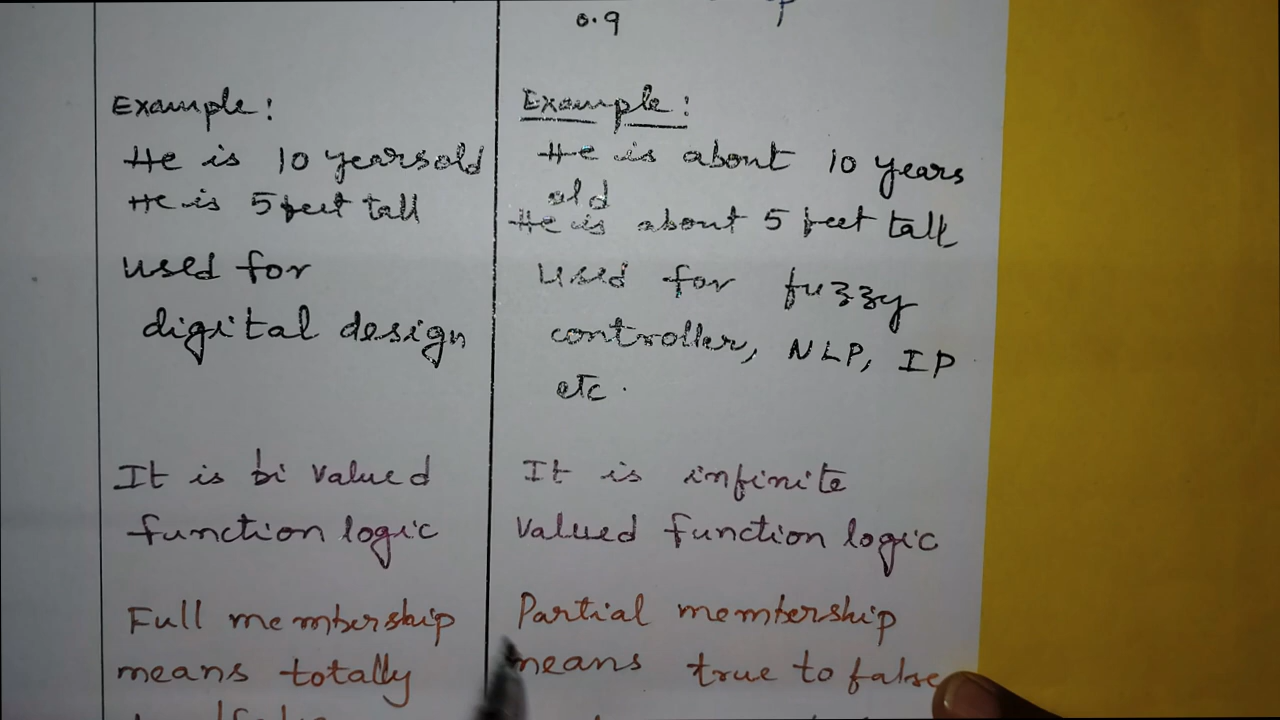 0.9
Example:
He is 10 years old
He is 5 feet tall
used for
digital design
It is bi valued
function logic
Full membership
means totally
Example:
He is about 10 years
old
He is about 5 feet tall
used for fuzzy
controller, NLP, IP
etc.
It is infinite
valued function logic
Partial membership
means true to false